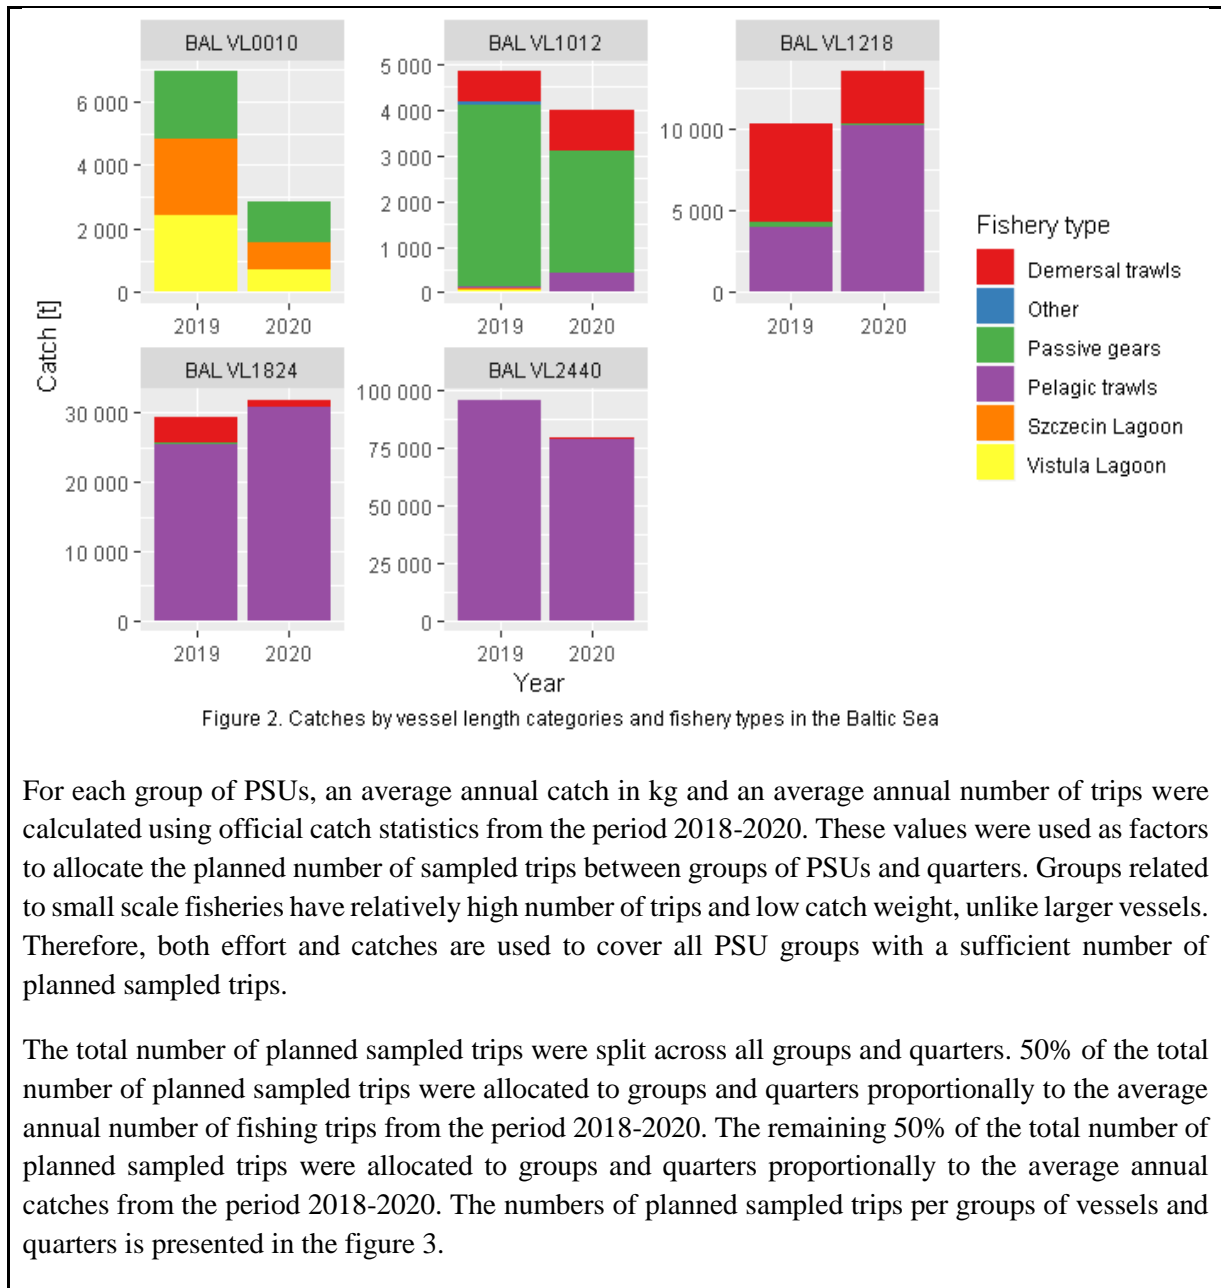 BAL VL0010
BAL VL1012
BAL VL1218
6 000
4 000
2 000
0
5 000
4 000
3 000
2 000
1 000
0
10 000
5 000
0
2019
2020
2019
2020
2019
2020
Catch [t]
BAL VL1824
BAL VL2440
30 000
20 000
10 000
0
100 000
75 000
50 000
25 000
0
2019
2020
2019
2020
Year
Fishery type
Demersal trawls
Other
Passive gears
Pelagic trawls
Szczecin Lagoon
Vistula Lagoon
Figure 2. Catches by vessel length categories and fishery types in the Baltic Sea
For each group of PSUs, an average annual catch in kg and an average annual number of trips were
calculated using official catch statistics from the period 2018-2020. These values were used as factors
to allocate the planned number of sampled trips between groups of PSUs and quarters. Groups related
to small scale fisheries have relatively high number of trips and low catch weight, unlike larger vessels.
Therefore, both effort and catches are used to cover all PSU groups with a sufficient number of
planned sampled trips.
The total number of planned sampled trips were split across all groups and quarters. 50% of the total
number of planned sampled trips were allocated to groups and quarters proportionally to the average
annual number of fishing trips from the period 2018-2020. The remaining 50% of the total number of
planned sampled trips were allocated to groups and quarters proportionally to the average annual
catches from the period 2018-2020. The numbers of planned sampled trips per groups of vessels and
quarters is presented in the figure 3.